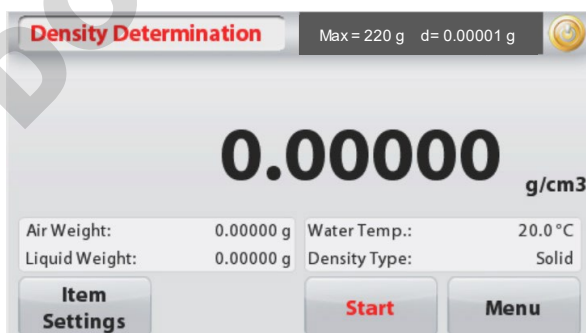 Density Determination
Max = 220 g d= 0.00001 g
0.00000
g/cm3
Air Weight: 0.00000 g Water Temp.: 20.0°C
Liquid Weight: 0.00000 g Density Type: Solid
Item
Settings
Start
Menu